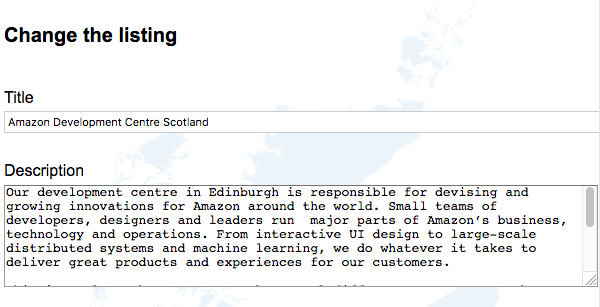 Change the listing
Title
Amazon Development Centre Scotland
Description
Our development centre in Edinburgh is responsible for devising and
growing innovations for Amazon around the world. Small teams of
developers, designers and leaders run  major parts of Amazon’s business,
technology and operations. From interactive UI design to large-scale
distributed systems and machine learning, we do whatever it takes to
deliver great products and experiences for our customers.